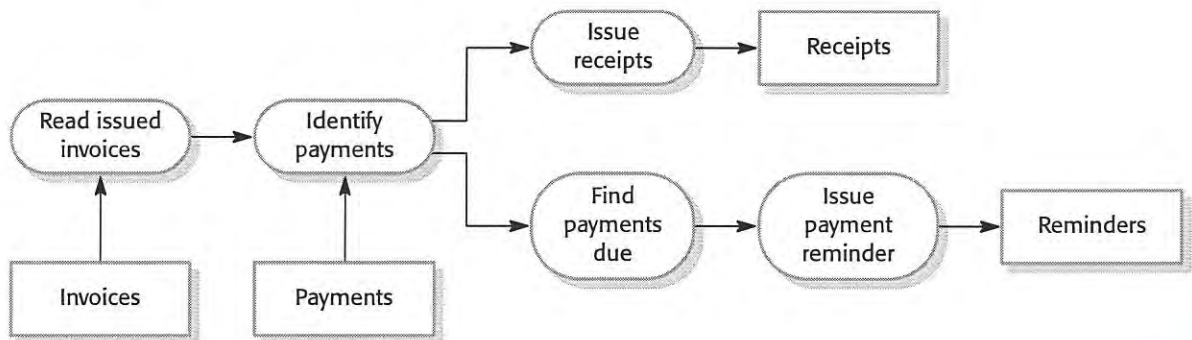 Issue
receipts
Receipts
Read issued
invoices
Identify
payments
Find
payments
due
Issue
payment
reminder
Reminders
Invoices
Payments